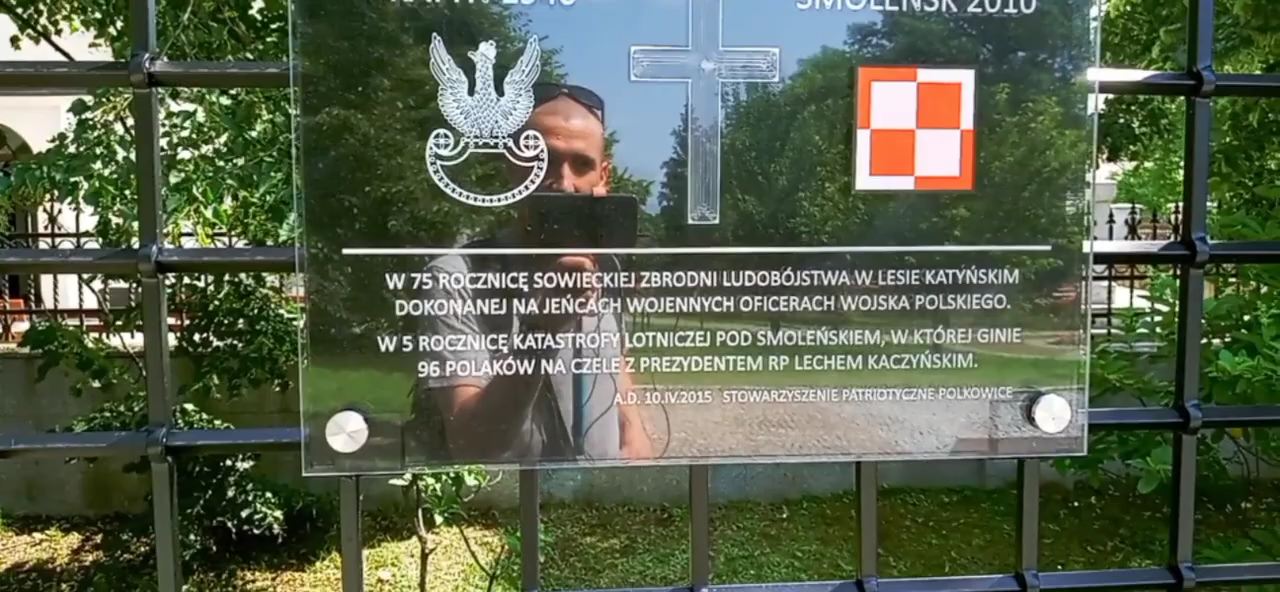 SMOLEŃSK 2010
W 75 ROCZNICĘ SOWIECKIEJ ZBRODNI LUDOBÓJSTWA W LESIE KATYŃSKIM
DOKONANEJ NA JEŃCACH WOJENNYCH OFICERACH WOJSKA POLSKIEGO.
W 5 ROCZNICĘ KATASTROFY LOTNICZEJ POD SMOLEŃSKIEM, W KTÓREJ GINIE
96 POLAKÓW NA CZELE Z PREZYDENTEM RP LECHEM KACZYŃSKIM.
A.D. 10.IV.2015 STOWARZYSZENIE PATRIOTYCZNE POLKOWICE